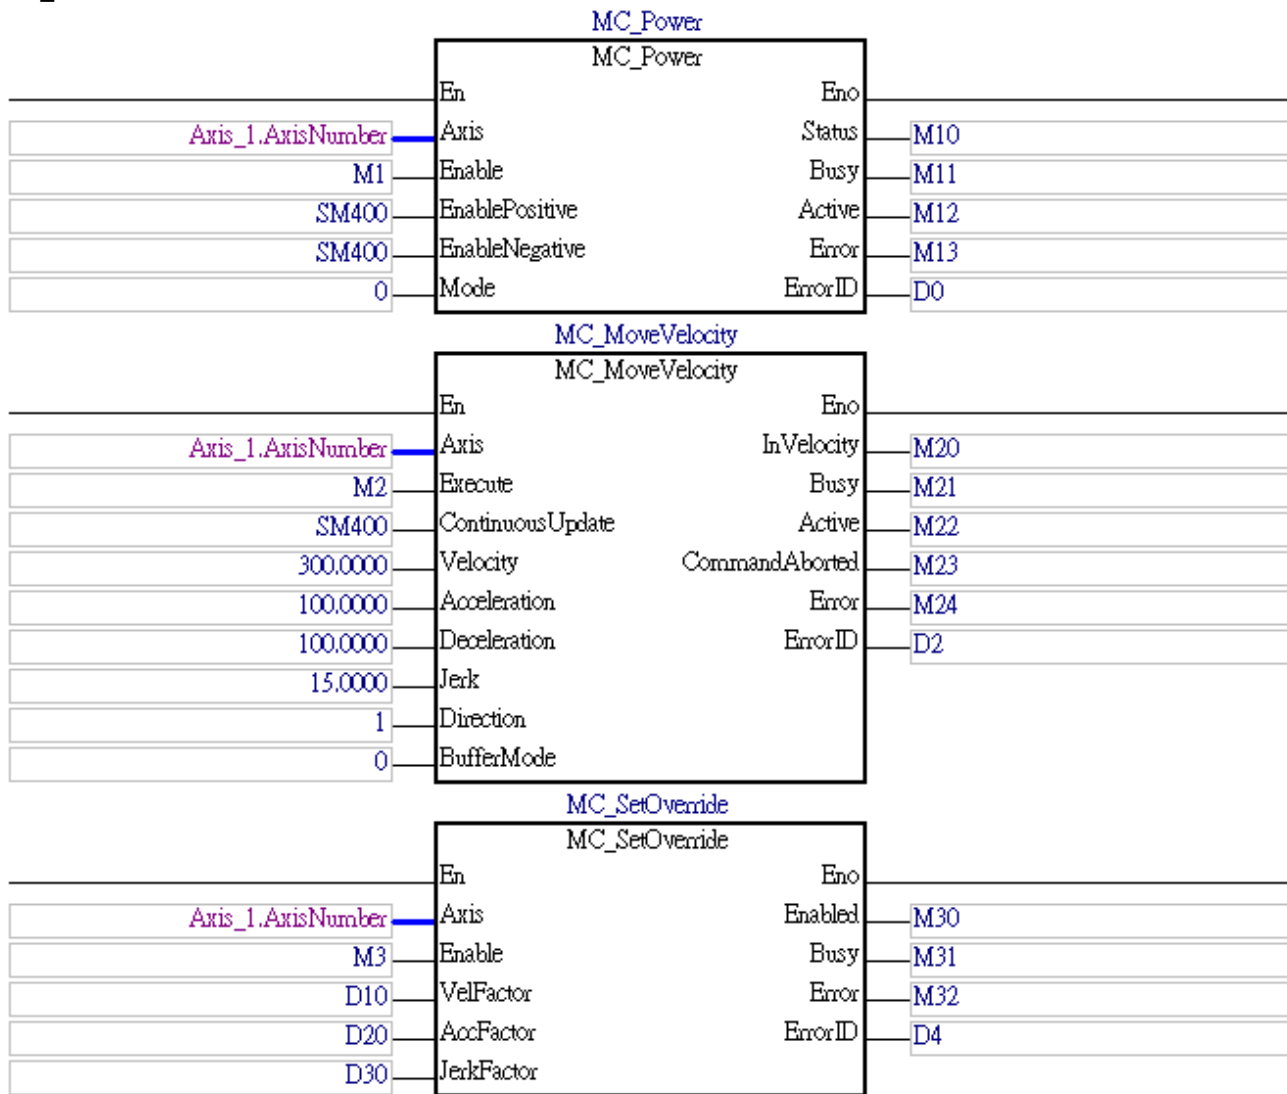 MC_Power
MC_Power
En Eno
Axis_1.AxisNumber Axis Status M10
M1 Enable Busy M11
SM400 EnablePositive Active M12
SM400 EnableNegative Error M13
0 Mode ErrorID D0
MC_MoveVelocity
MC_MoveVelocity
En Eno
Axis_1.AxisNumber Axis InVelocity M20
M2 Execute Busy M21
SM400 ContinuousUpdate Active M22
300.0000 Velocity CommandAborted M23
100.0000 Acceleration Error M24
100.0000 Deceleration ErrorID D2
15.0000 Jerk
1 Direction
0 BufferMode
MC_SetOverride
MC_SetOverride
En Eno
Axis_1.AxisNumber Axis Enabled M30
M3 Enable Busy M31
D10 VelFactor Error M32
D20 AccFactor ErrorID D4
D30 JerkFactor